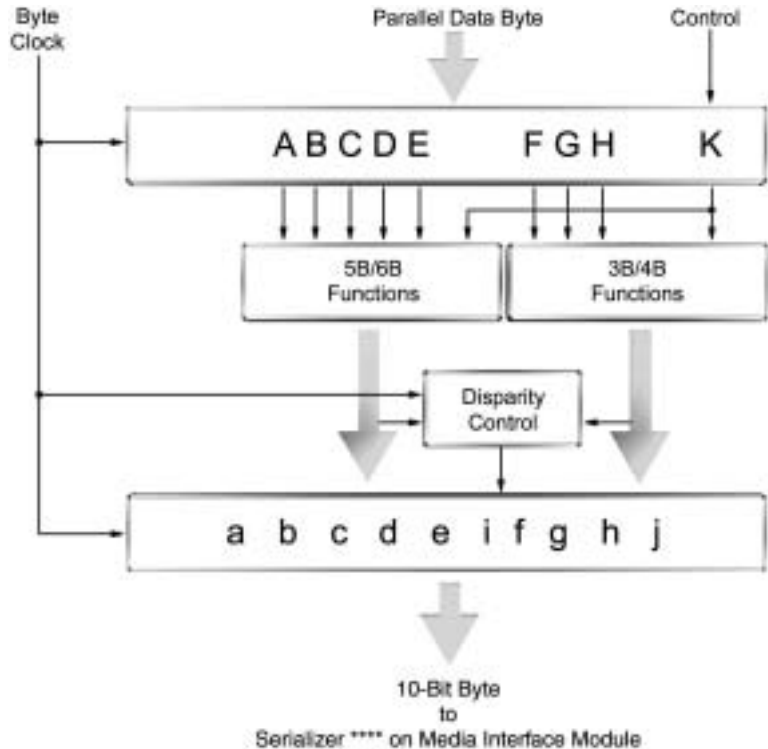 Byte
Clock
Parallel Data Byte
Control
A B C D E F G H K
5B/6B
Functions
3B/4B
Functions
Disparity
Control
a b c d e i f g h j
10-Bit Byte
to
Serializer **** on Media Interface Module